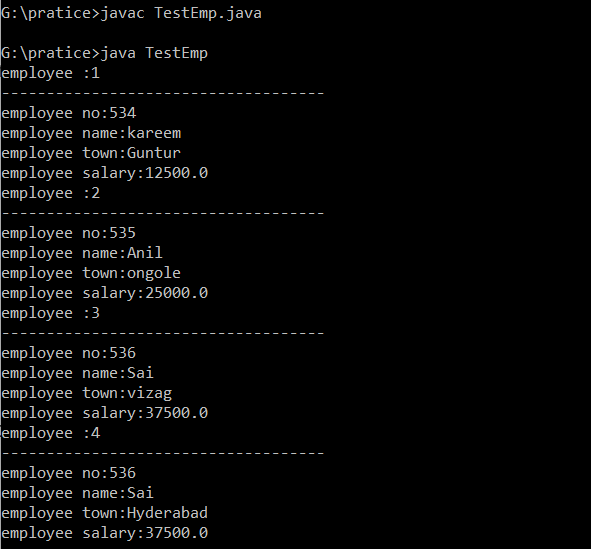 G:\pratice>javac TestEmp.java
G:\pratice>java TestEmp
employee :1
------------------------------------
employee no:534
employee name:kareem
employee town:Guntur
employee salary:12500.0
employee :2
------------------------------------
employee no:535
employee name:Anil
employee town:ongole
employee salary:25000.0
employee :3
------------------------------------
employee no:536
employee name:Sai
employee town:vizag
employee salary:37500.0
employee :4
------------------------------------
employee no:536
employee name:Sai
employee town:Hyderabad
employee salary:37500.0